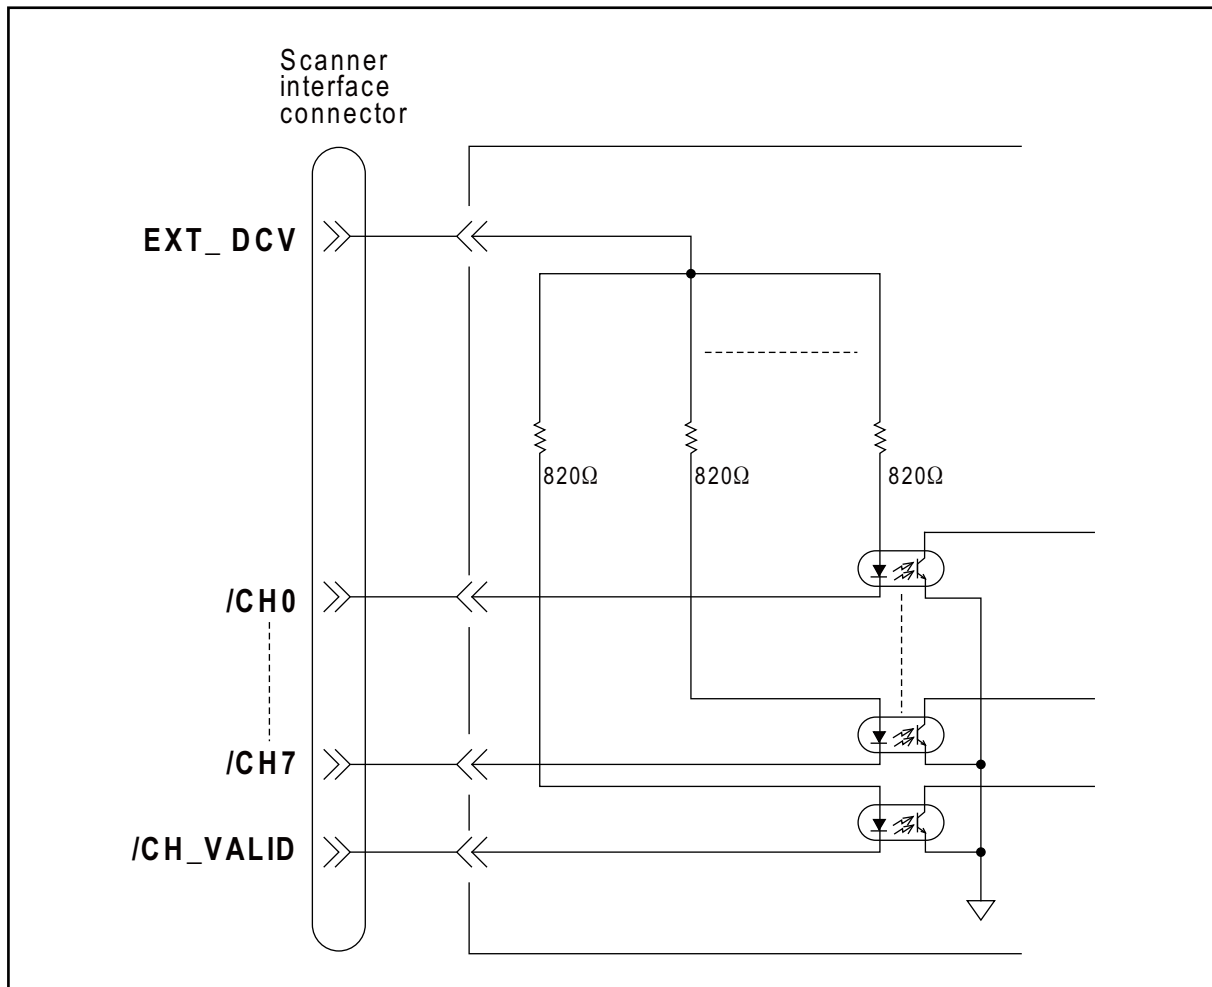 Scanner
interface
connector
EXT_ DCV
820Ω
820Ω
820Ω
/CH0
/CH7
/CH_VALID